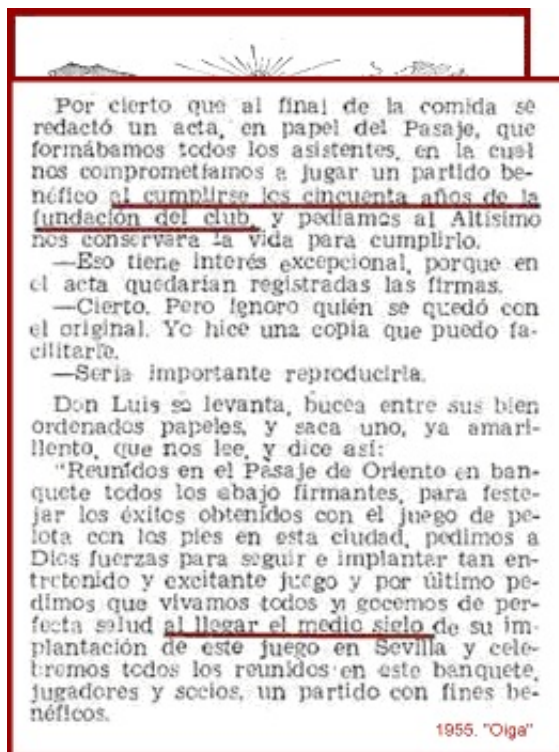 Por cierto que al final de la comida se
redactó un acta, en papel del Pasaje, que
formábamos todos los asistentes, en la cual
nos comprometíamos a jugar un partido be-
néfico al cumplirse los cincuenta años de la
fundación del club, y pedíamos al Altísimo
nos conservara la vida para cumplirlo.
—Eso tiene interés excepcional, porque en
el acta quedarían registradas las firmas.
—Cierto. Pero ignoro quién se quedó con
el original. Yo hice una copia que puedo fa-
cilitarle.
—Sería importante reproducirla.
Don Luis se levanta, bucea entre sus bien
ordenados papeles, y saca uno, ya amari-
llento, que nos lee, y dice así:
"Reunidos en el Pasaje de Oriente en ban-
quete todos los abajo firmantes, para feste-
jar los éxitos obtenidos con el juego de pe-
lota con los pies en esta ciudad, pedimos a
Dios fuerzas para seguir e implantar tan en-
tretenido y excitante juego y por último pe-
dimos que vivamos todos y gocemos de per-
fecta salud al llegar el medio siglo de su im-
plantación de este juego en Sevilla y cele-
bremos todos los reunidos en este banquete,
jugadores y socios, un partido con fines be-
néficos.
1955. "Oiga"